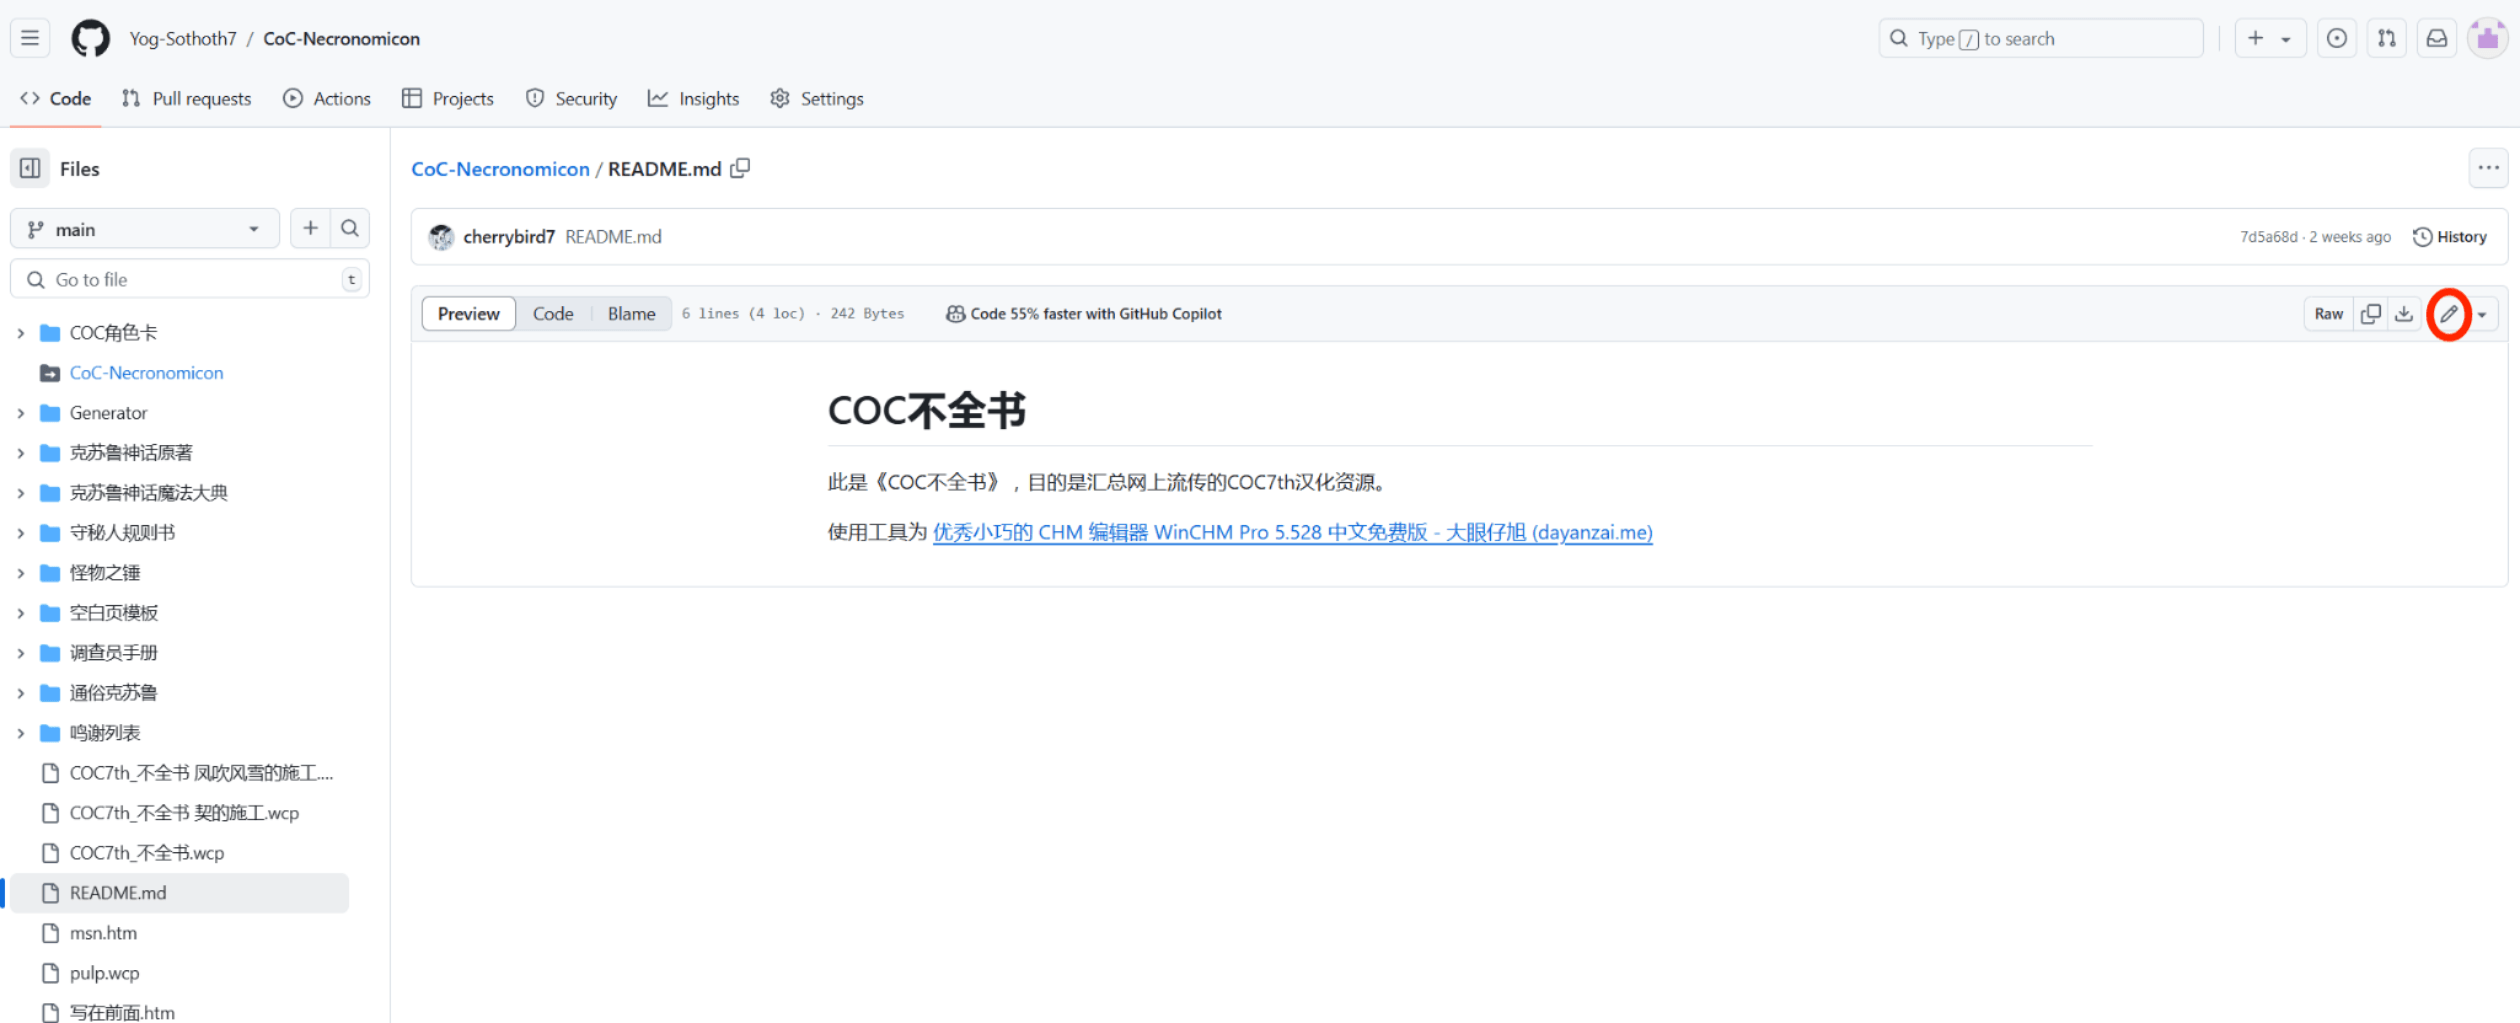 Yog-Sothoth7 / CoC-Necronomicon
Type / to search
Code
Pull requests
Actions
Projects
Security
Insights
Settings
Files
main
Go to file
t
COC角色卡
CoC-Necronomicon
Generator
克苏鲁神话原著
克苏鲁神话魔法大典
守秘人规则书
怪物之锤
空白页模板
调查员手册
通俗克苏鲁
鸣谢列表
COC7th_不全书 凤吹风雪的施工....
COC7th_不全书 契的施工.wcp
COC7th_不全书.wcp
README.md
msn.htm
pulp.wcp
写在前面.htm
CoC-Necronomicon / README.md
cherrybird7 README.md
7d5a68d · 2 weeks ago
History
Preview
Code
Blame
6 lines (4 loc) · 242 Bytes
Code 55% faster with GitHub Copilot
Raw
COC不全书
此是《COC不全书》，目的是汇总网上流传的COC7th汉化资源。
使用工具为 优秀小巧的 CHM 编辑器 WinCHM Pro 5.528 中文免费版 - 大眼仔旭 (dayanzai.me)